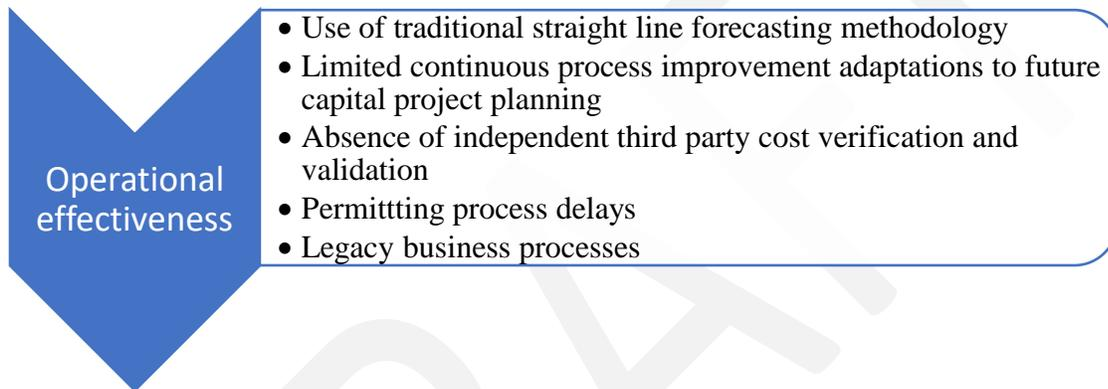 Operational
effectiveness
• Use of traditional straight line forecasting methodology
• Limited continuous process improvement adaptations to future
capital project planning
• Absence of independent third party cost verification and
validation
• Permittting process delays
• Legacy business processes